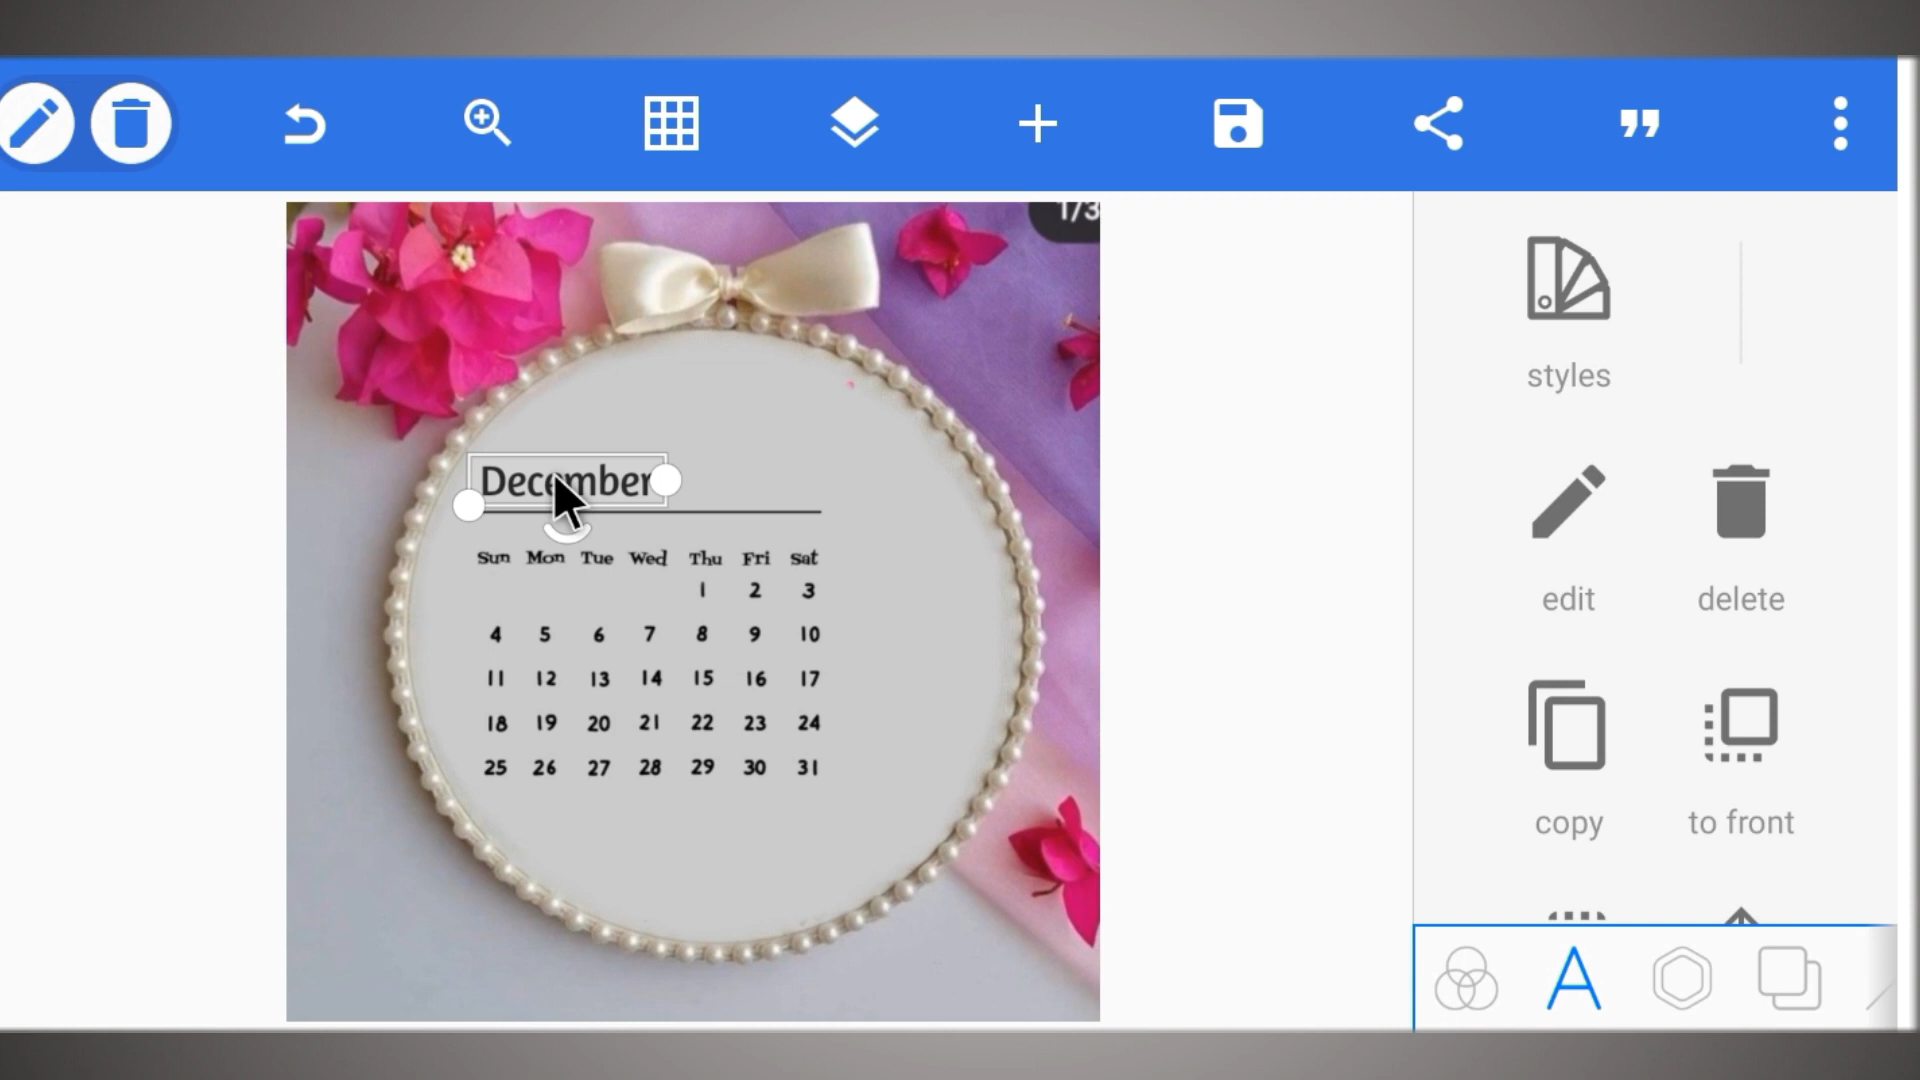 1/3
styles
December
Sun Mon Tue Wed Thu Fri Sat
1 2 3
4 5 6 7 8 9 10
11 12 13 14 15 16 17
18 19 20 21 22 23 24
25 26 27 28 29 30 31
edit delete
copy to front